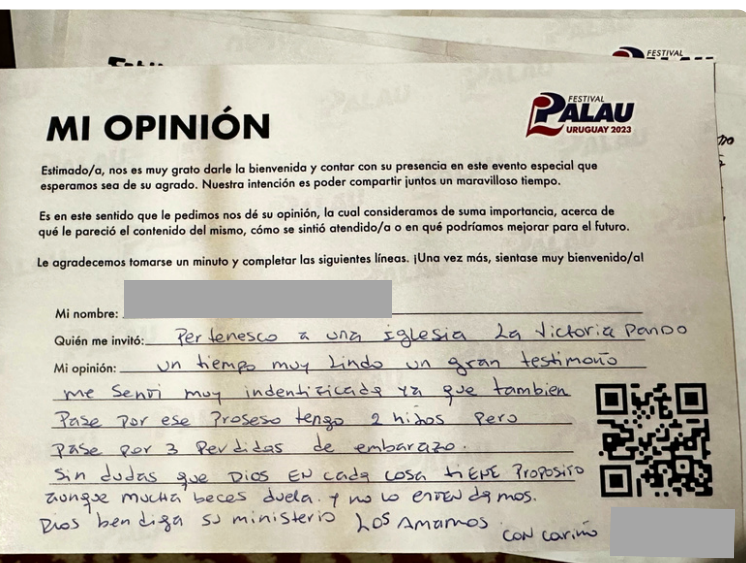 FESTIVAL
MI OPINIÓN
FESTIVAL
PALAU
URUGUAY 2023
Estimado/a, nos es muy grato darle la bienvenida y contar con su presencia en este evento especial que
esperamos sea de su agrado. Nuestra intención es poder compartir juntos un maravilloso tiempo.
Es en este sentido que le pedimos nos dé su opinión, la cual consideramos de suma importancia, acerca de
qué le pareció el contenido del mismo, cómo se sintió atendido/a o en qué podríamos mejorar para el futuro.
Le agradecemos tomarse un minuto y completar las siguientes líneas. ¡Una vez más, sientase muy bienvenido/a!
Mi nombre:
Quién me invitó: Pertenesco a una iglesia La Victoria Pando
Mi opinión: un tiempo muy Lindo un gran testimonio
me senti muy indentificada ya que tambien
Pase por ese Proseso tengo 2 hijos Pero
pase por 3 Perdidas de embarazo.
Sin dudas que DIOS EN cada cosa tIENE Proposito
aunque mucha beces duela. y no lo entendamos.
Dios bendiga su ministerio LOS Amamos con cariño